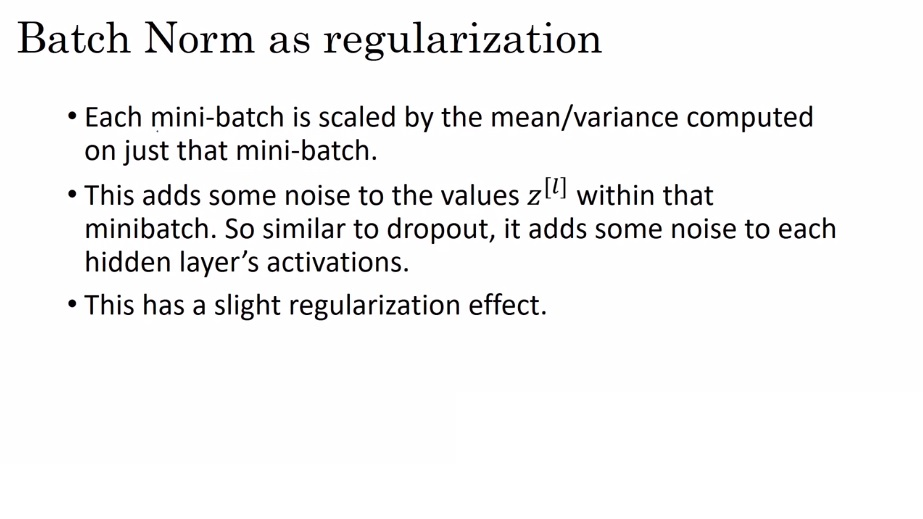 Batch Norm as regularization
• Each mini-batch is scaled by the mean/variance computed
on just that mini-batch.
• This adds some noise to the values z^[l] within that
minibatch. So similar to dropout, it adds some noise to each
hidden layer’s activations.
• This has a slight regularization effect.